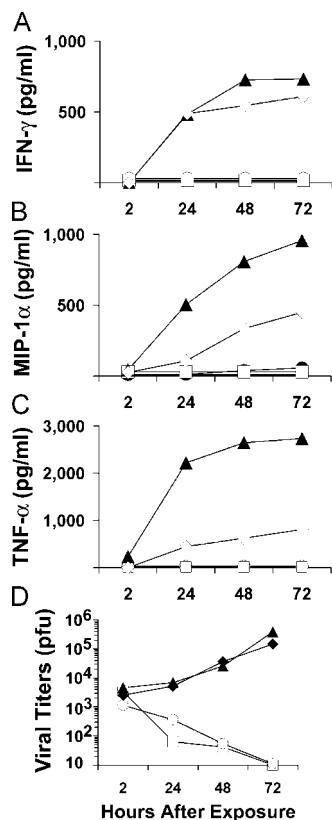 A
IFN-γ (pg/ml)
1,000
500
2 24 48 72
B
MIP-1α (pg/ml)
1,000
500
2 24 48 72
C
TNF-α (pg/ml)
3,000
2,000
1,000
2 24 48 72
D
Viral Titers (pfu)
10⁶
10⁵
10⁴
10³
10²
10
2 24 48 72
Hours After Exposure